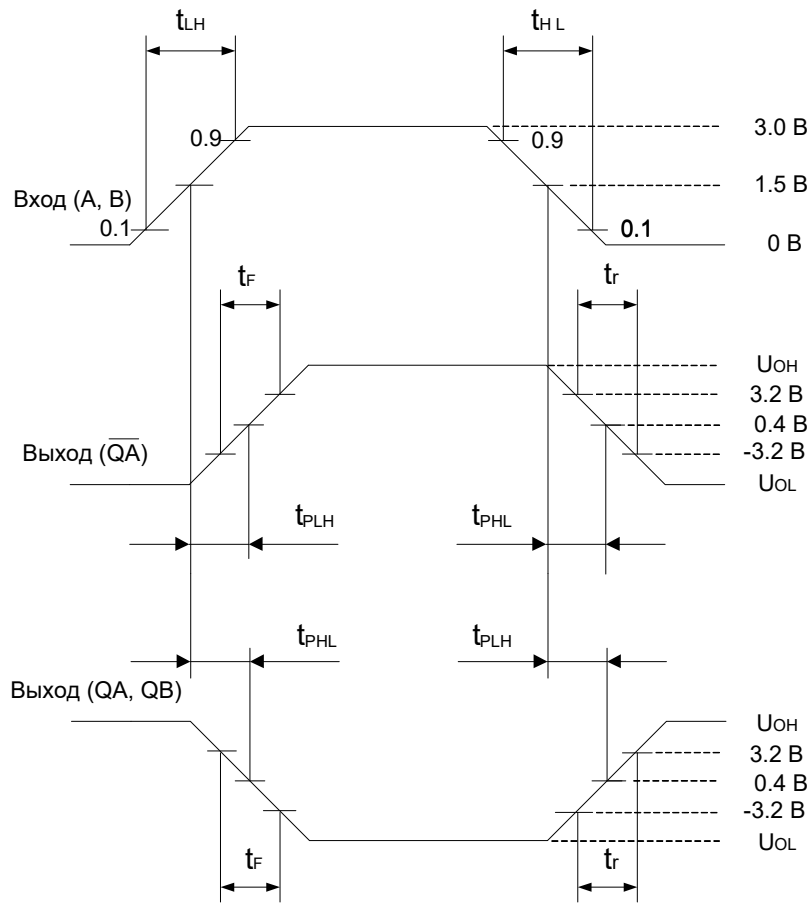 tLH
tHL
0.9
0.9
3.0 В
1.5 В
Вход (A, B)
0.1
0.1
0 В
tF
tr
UOH
3.2 В
0.4 В
Выход (Q̅A̅)
-3.2 В
UOL
tPLH
tPHL
tPHL
tPLH
Выход (QA, QB)
UOH
3.2 В
0.4 В
-3.2 В
UOL
tF
tr